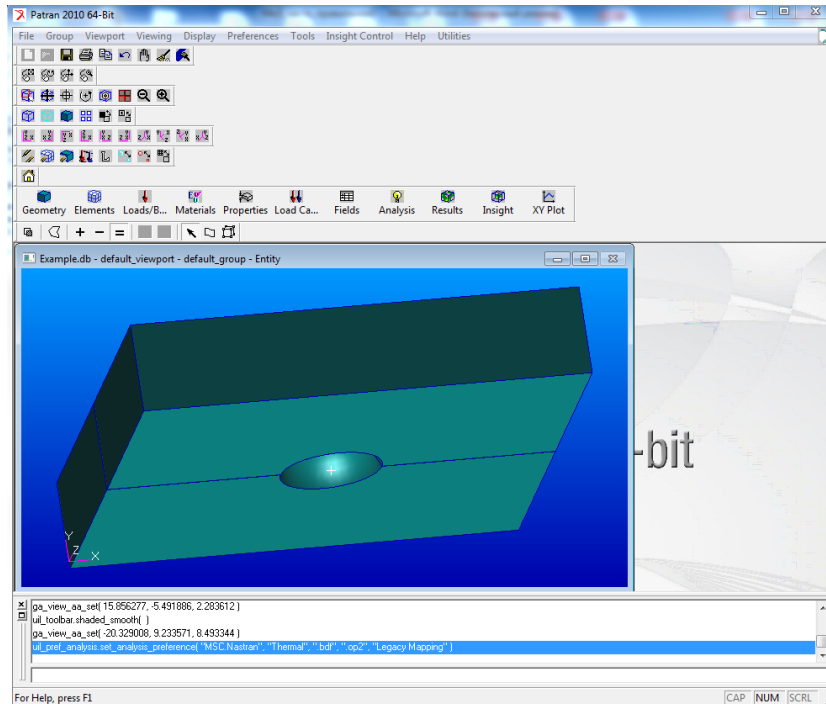 Patran 2010 64-Bit
File Group Viewport Viewing Display Preferences Tools Insight Control Help Utilities
Geometry Elements Loads/B... Materials Properties Load Ca... Fields Analysis Results Insight XY Plot
Example.db - default_viewport - default_group - Entity
-bit
Y
Z X
ga_view_aa_set( 15.856277, -5.491886, 2.283612 )
uil_toolbar.shaded_smooth( )
ga_view_aa_set( -20.329008, 9.233571, 8.493344 )
uil_pref_analysis.set_analysis_preference( "MSC.Nastran", "Thermal", ".bdf", ".op2", "Legacy Mapping" )
For Help, press F1 CAP NUM SCRL